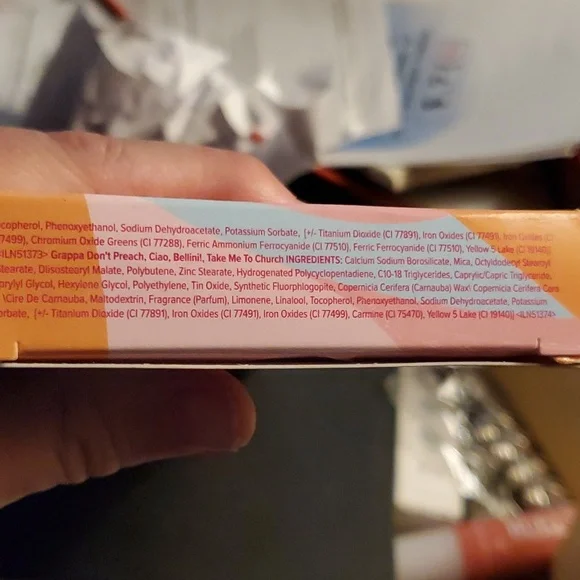 copherol, Phenoxyethanol, Sodium Dehydroacetate, Potassium Sorbate, [+/- Titanium Dioxide (CI 77891), Iron Oxides (CI 77491), Iron Oxides (CI
77499), Chromium Oxide Greens (CI 77288), Ferric Ammonium Ferrocyanide (CI 77510), Ferric Ferrocyanide (CI 77510), Yellow 5 Lake (CI 19140)]
<ILN51373> Grappa Don't Preach, Ciao, Bellini!, Take Me To Church INGREDIENTS: Calcium Sodium Borosilicate, Mica, Octyldodecyl Stearoyl
Stearate, Diisostearyl Malate, Polybutene, Zinc Stearate, Hydrogenated Polycyclopentadiene, C10-18 Triglycerides, Caprylic/Capric Triglyceride,
arylyl Glycol, Hexylene Glycol, Polyethylene, Tin Oxide, Synthetic Fluorphlogopite, Copernicia Cerifera (Carnauba) Wax\ Copernicia Cerifera Cera
\Cire De Carnauba, Maltodextrin, Fragrance (Parfum), Limonene, Linalool, Tocopherol, Phenoxyethanol, Sodium Dehydroacetate, Potassium
orbate, [+/- Titanium Dioxide (CI 77891), Iron Oxides (CI 77491), Iron Oxides (CI 77499), Carmine (CI 75470), Yellow 5 Lake (CI 19140)] <ILN51374>